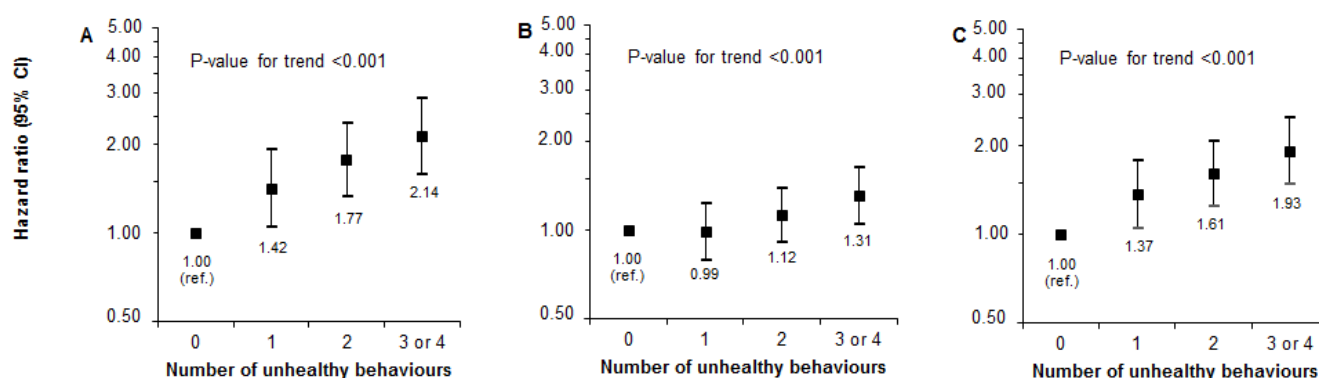 Hazard ratio (95% CI)
A
P-value for trend <0.001
5.00
4.00
3.00
2.00
1.00
0.50
1.00
(ref.)
1.42
1.77
2.14
0 1 2 3 or 4
Number of unhealthy behaviours
B
P-value for trend <0.001
5.00
4.00
3.00
2.00
1.00
0.50
1.00
(ref.)
0.99
1.12
1.31
0 1 2 3 or 4
Number of unhealthy behaviours
C
P-value for trend <0.001
5.00
4.00
3.00
2.00
1.00
0.50
1.00
(ref.)
1.37
1.61
1.93
0 1 2 3 or 4
Number of unhealthy behaviours